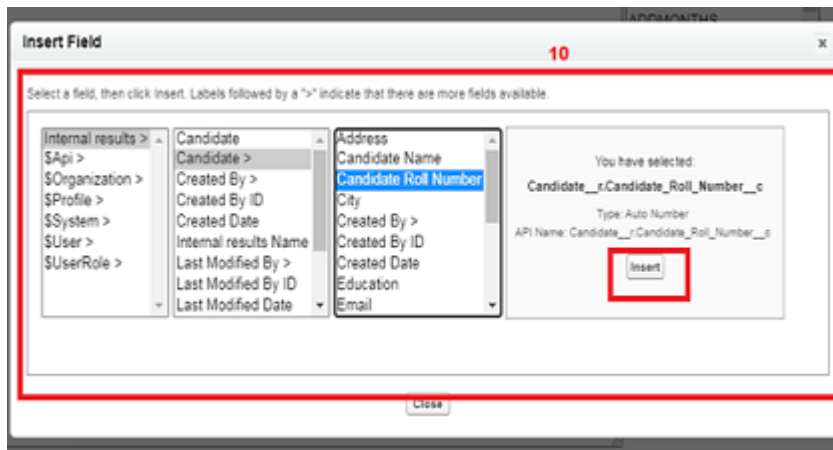 ADDMONTHS
Insert Field
x
10
Select a field, then click Insert. Labels followed by a ">" indicate that there are more fields available.
Internal results >
$Api >
$Organization >
$Profile >
$System >
$User >
$UserRole >
Candidate
Candidate >
Created By >
Created By ID
Created Date
Internal results Name
Last Modified By >
Last Modified By ID
Last Modified Date
Address
Candidate Name
Candidate Roll Number
City
Created By >
Created By ID
Created Date
Education
Email
You have selected:
Candidate__r.Candidate_Roll_Number__c
Type: Auto Number
API Name: Candidate__r.Candidate_Roll_Number__c
Insert
Close